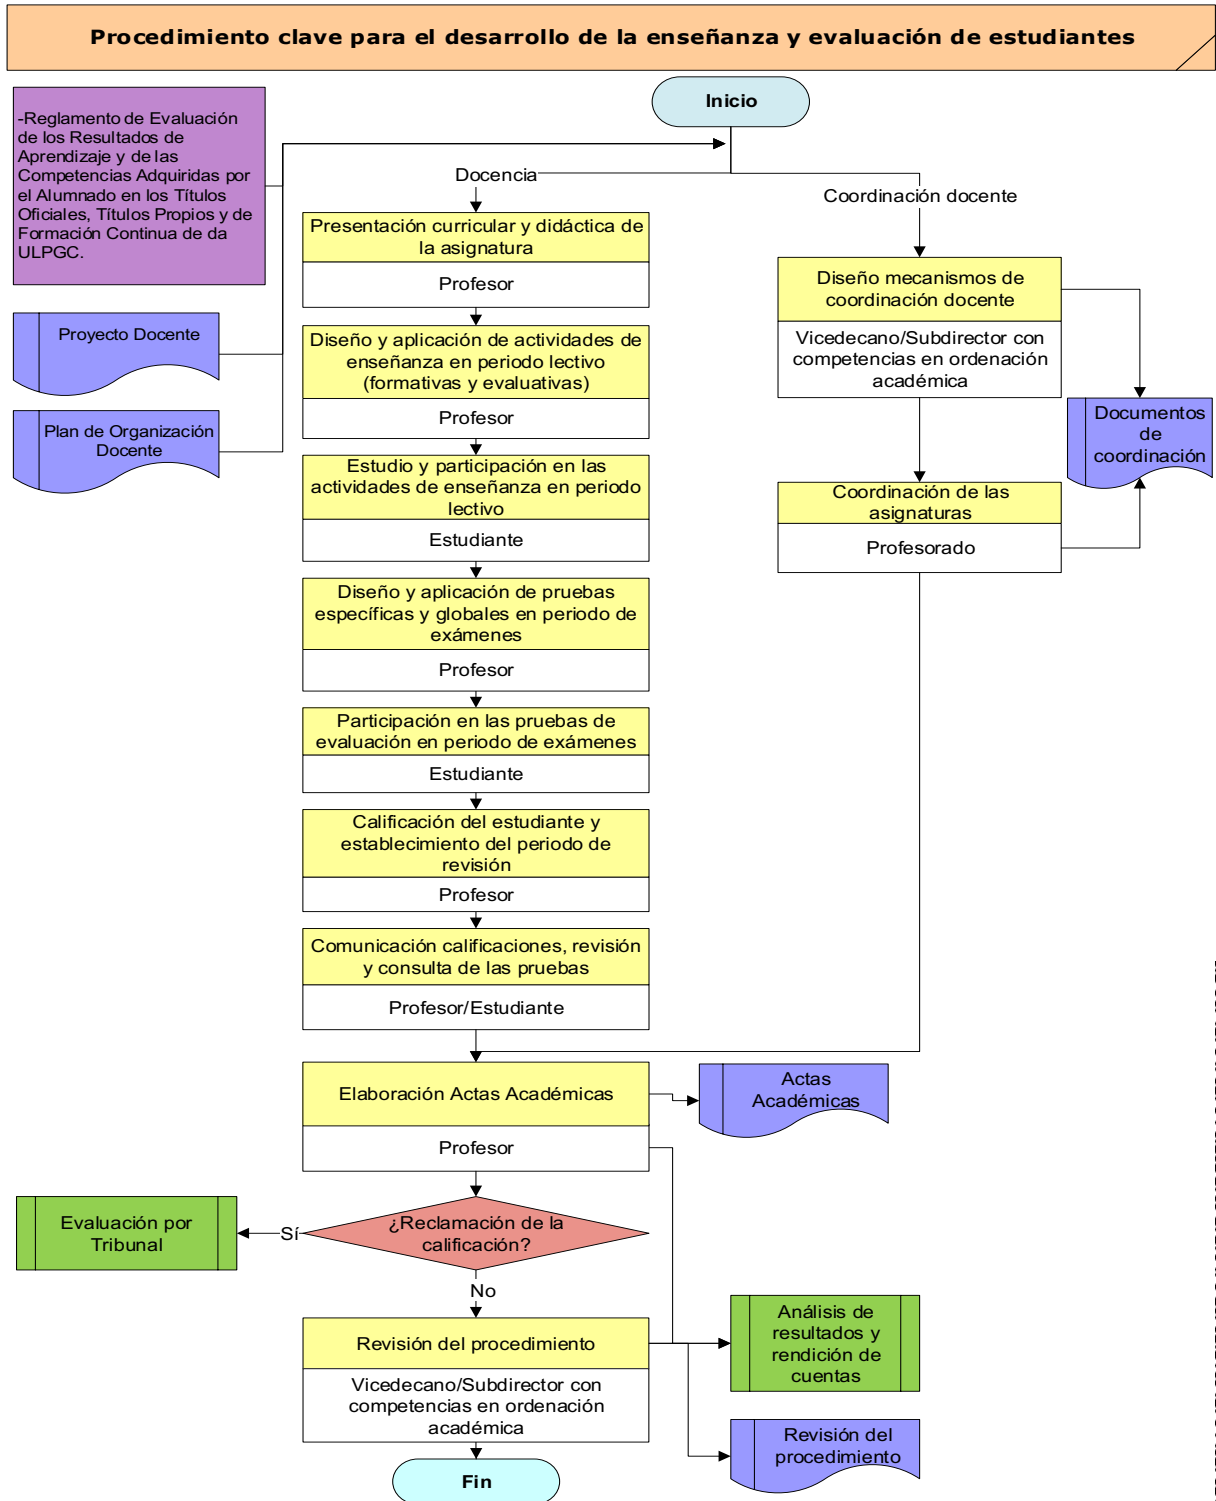 Procedimiento clave para el desarrollo de la enseñanza y evaluación de estudiantes
Inicio
-Reglamento de Evaluación
de los Resultados de
Aprendizaje y de las
Competencias Adquiridas por
el Alumnado en los Títulos
Oficiales, Títulos Propios y de
Formación Continua de da
ULPGC.
Proyecto Docente
Plan de Organización
Docente
Docencia
Coordinación docente
Presentación curricular y didáctica de
la asignatura
Profesor
Diseño y aplicación de actividades de
enseñanza en periodo lectivo
(formativas y evaluativas)
Profesor
Estudio y participación en las
actividades de enseñanza en periodo
lectivo
Estudiante
Diseño y aplicación de pruebas
específicas y globales en periodo de
exámenes
Profesor
Participación en las pruebas de
evaluación en periodo de exámenes
Estudiante
Calificación del estudiante y
establecimiento del periodo de
revisión
Profesor
Comunicación calificaciones, revisión
y consulta de las pruebas
Profesor/Estudiante
Diseño mecanismos de
coordinación docente
Vicedecano/Subdirector con
competencias en ordenación
académica
Documentos
de
coordinación
Coordinación de las
asignaturas
Profesorado
Elaboración Actas Académicas
Profesor
Actas
Académicas
¿Reclamación de la
calificación?
Sí
Evaluación por
Tribunal
No
Revisión del procedimiento
Vicedecano/Subdirector con
competencias en ordenación
académica
Análisis de
resultados y
rendición de
cuentas
Revisión del
procedimiento
Fin